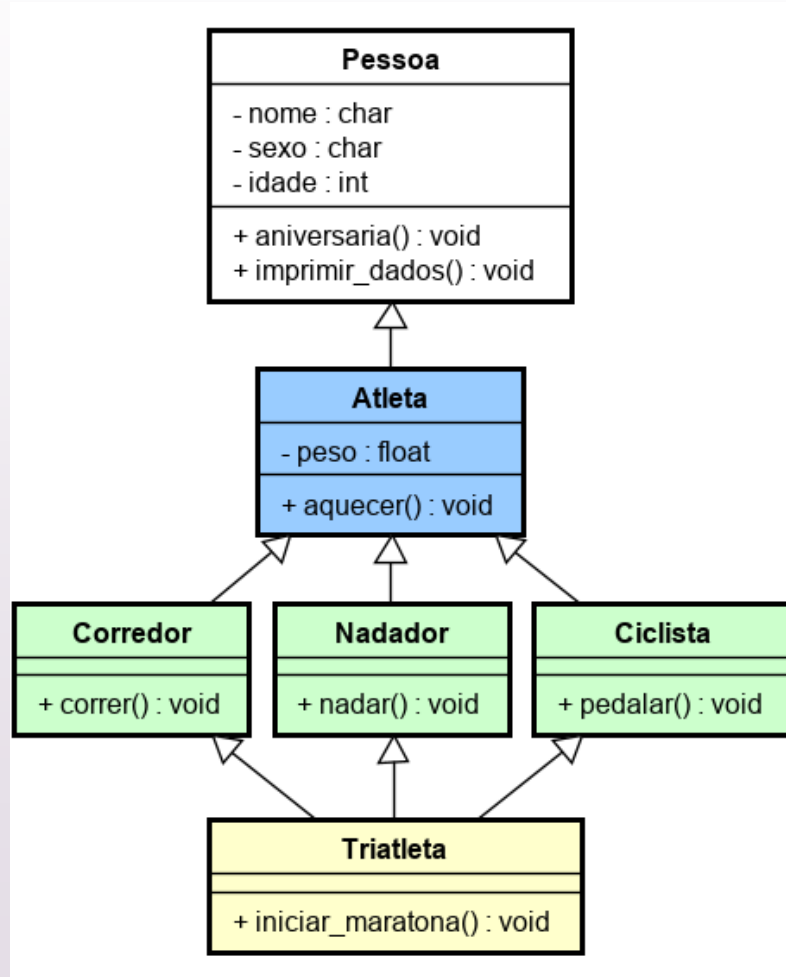 Pessoa
- nome : char
- sexo : char
- idade : int
+ aniversaria() : void
+ imprimir_dados() : void
Atleta
- peso : float
+ aquecer() : void
Corredor
+ correr() : void
Nadador
+ nadar() : void
Ciclista
+ pedalar() : void
Triatleta
+ iniciar_maratona() : void